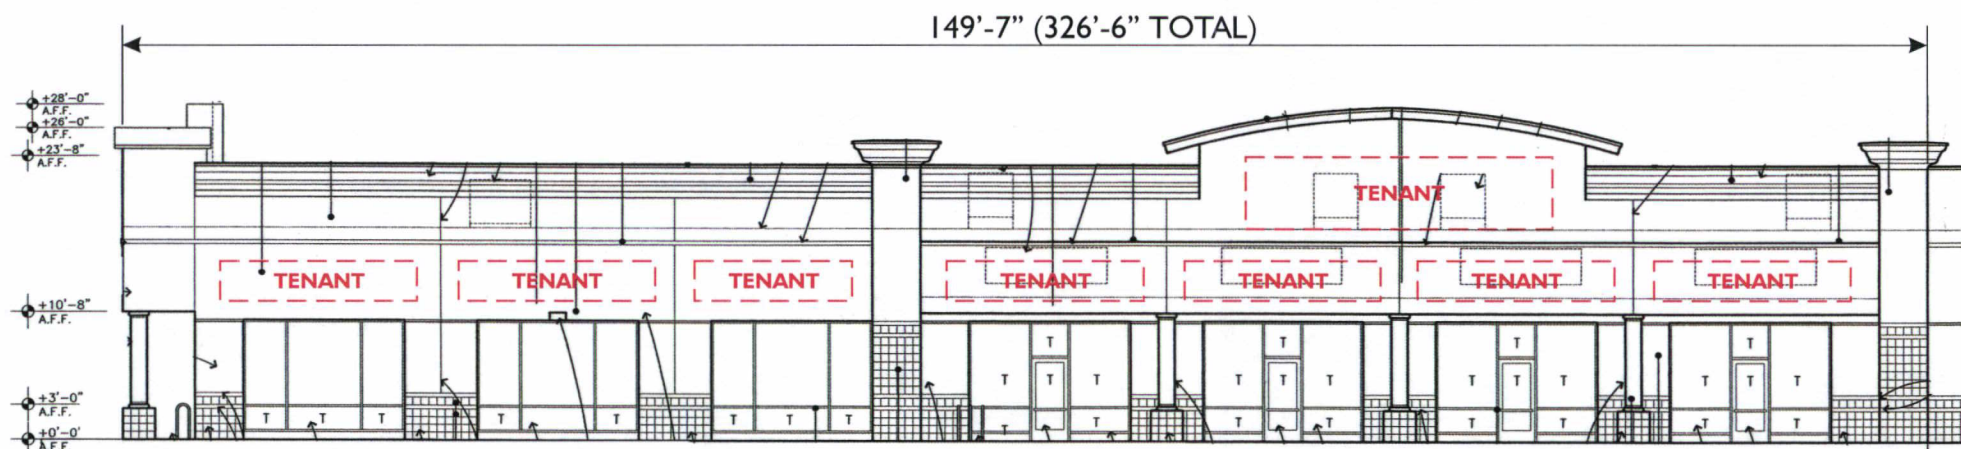 149'-7" (326'-6" TOTAL)
+28'-0"
A.F.F.
+26'-0"
A.F.F.
+23'-8"
A.F.F.
TENANT
TENANT TENANT TENANT TENANT TENANT TENANT TENANT
+10'-8"
A.F.F.
T T T T
T T T T T T T T T T T T
+3'-0"
A.F.F.
T T T T T T T T T T T T T T T T T
+0'-0'
A.F.F.